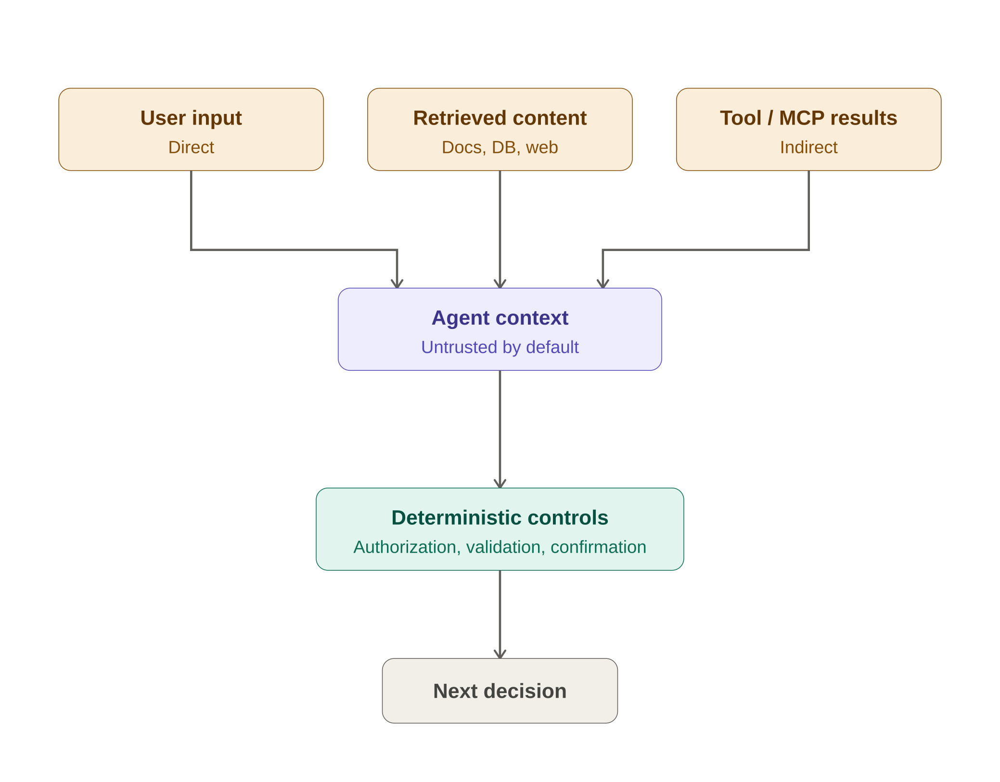 User input
Direct
Retrieved content
Docs, DB, web
Tool / MCP results
Indirect
Agent context
Untrusted by default
Deterministic controls
Authorization, validation, confirmation
Next decision